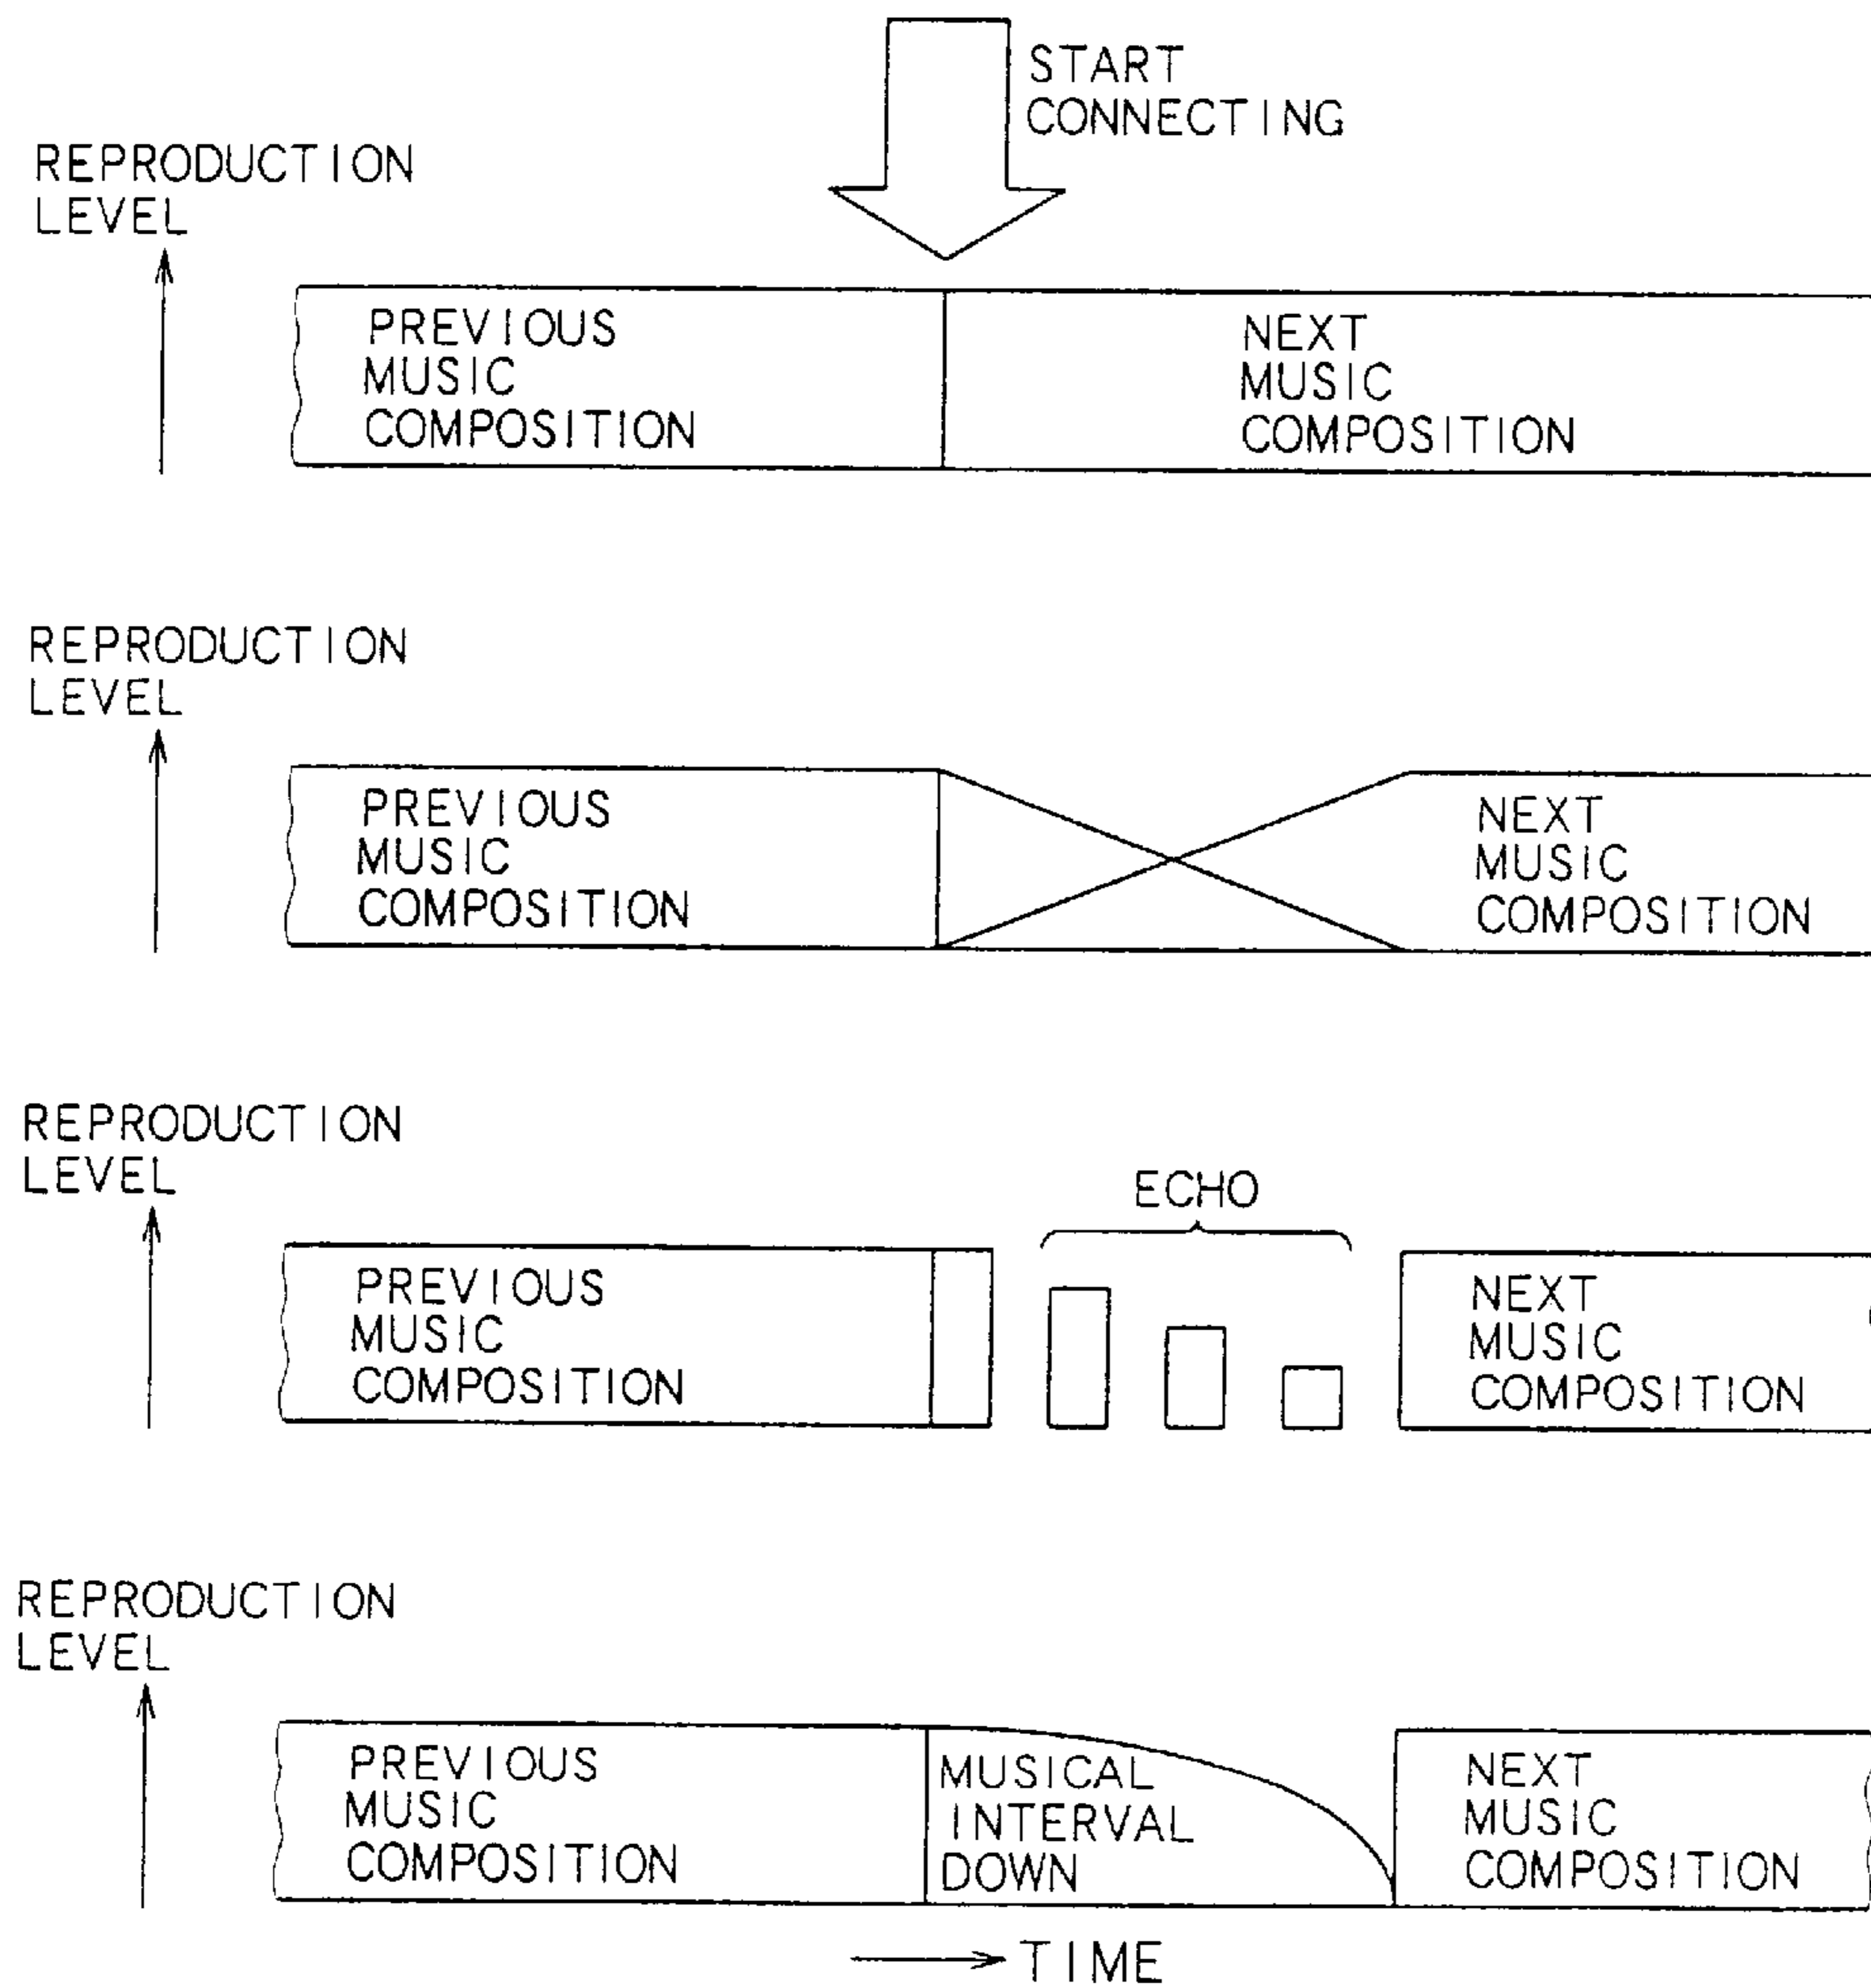 START
CONNECTING
REPRODUCTION
LEVEL
PREVIOUS
MUSIC
COMPOSITION
NEXT
MUSIC
COMPOSITION
REPRODUCTION
LEVEL
PREVIOUS
MUSIC
COMPOSITION
NEXT
MUSIC
COMPOSITION
REPRODUCTION
LEVEL
ECHO
PREVIOUS
MUSIC
COMPOSITION
NEXT
MUSIC
COMPOSITION
REPRODUCTION
LEVEL
PREVIOUS
MUSIC
COMPOSITION
MUSICAL
INTERVAL
DOWN
NEXT
MUSIC
COMPOSITION
TIME